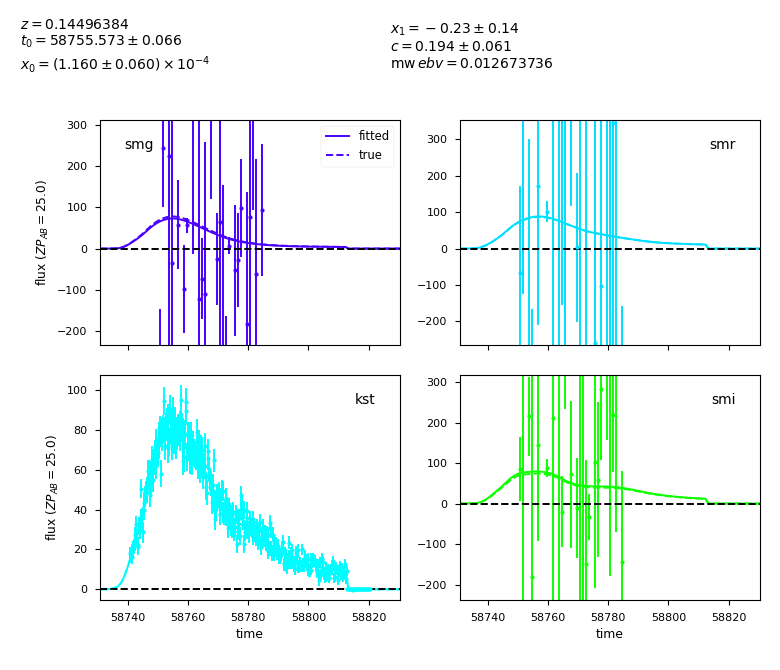 z = 0.14496384
t0 = 58755.573 ± 0.066
x0 = (1.160 ± 0.060) × 10^−4
x1 = −0.23 ± 0.14
c = 0.194 ± 0.061
mw ebv = 0.012673736
300
200
100
0
−100
−200
flux (ZP_AB = 25.0)
smg
fitted
true
300
200
100
0
−100
−200
smr
100
80
60
40
20
0
flux (ZP_AB = 25.0)
kst
58740 58760 58780 58800 58820
time
300
200
100
0
−100
−200
smi
58740 58760 58780 58800 58820
time